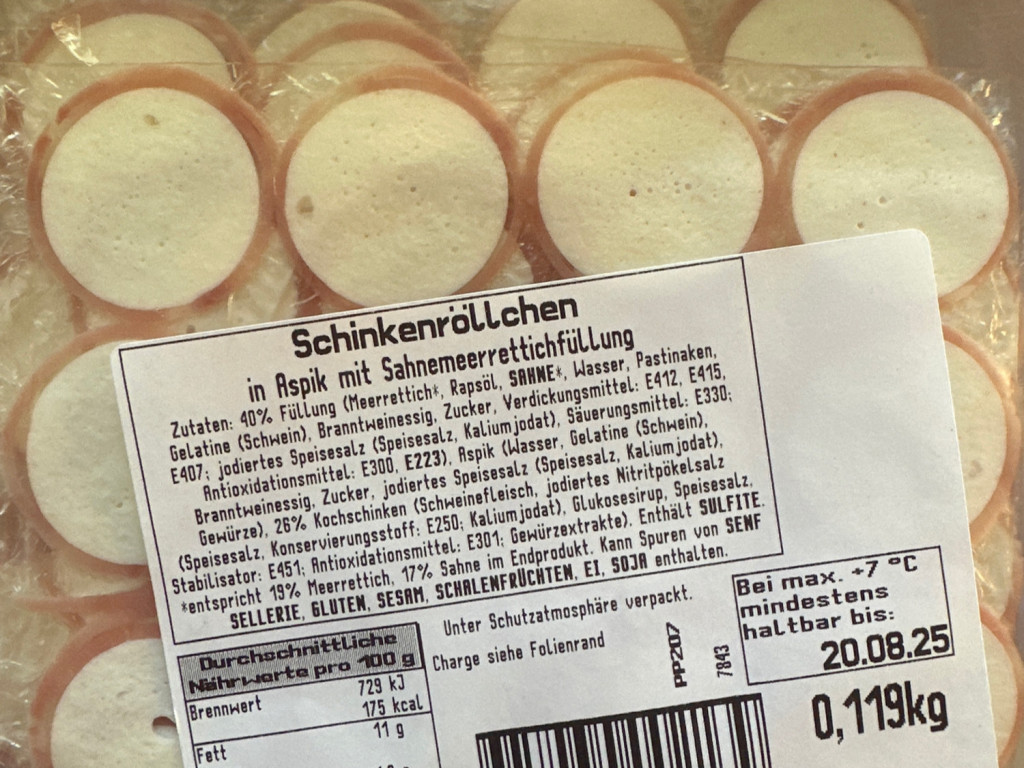 Schinkenröllchen
in Aspik mit Sahnemeerrettichfüllung
Zutaten: 40% Füllung (Meerrettich*, Rapsöl, SAHNE*, Wasser, Pastinaken,
Gelatine (Schwein), Branntweinessig, Zucker, Verdickungsmittel: E412, E415,
E407; jodiertes Speisesalz (Speisesalz, Kaliumjodat), Säuerungsmittel: E330;
Antioxidationsmittel: E300, E223), Aspik (Wasser, Gelatine (Schwein),
Branntweinessig, Zucker, jodiertes Speisesalz (Speisesalz, Kaliumjodat),
Gewürze), 26% Kochschinken (Schweinefleisch, jodiertes Nitritpökelsalz
(Speisesalz, Konservierungsstoff: E250; Kaliumjodat), Glukosesirup, Speisesalz,
Stabilisator: E451; Antioxidationsmittel: E301; Gewürzextrakte). Enthält SULFITE.
*entspricht 19% Meerrettich, 17% Sahne im Endprodukt. Kann Spuren von SENF
SELLERIE, GLUTEN, SESAM, SCHALENFRÜCHTEN, EI, SOJA enthalten.
Durchschnittliche
Nährwerte pro 100 g
Brennwert 729 kJ
175 kcal
Fett 11 g
Unter Schutzatmosphäre verpackt.
Charge siehe Folienrand
PP207
7843
Bei max. +7 °C
mindestens
haltbar bis:
20.08.25
0,119kg